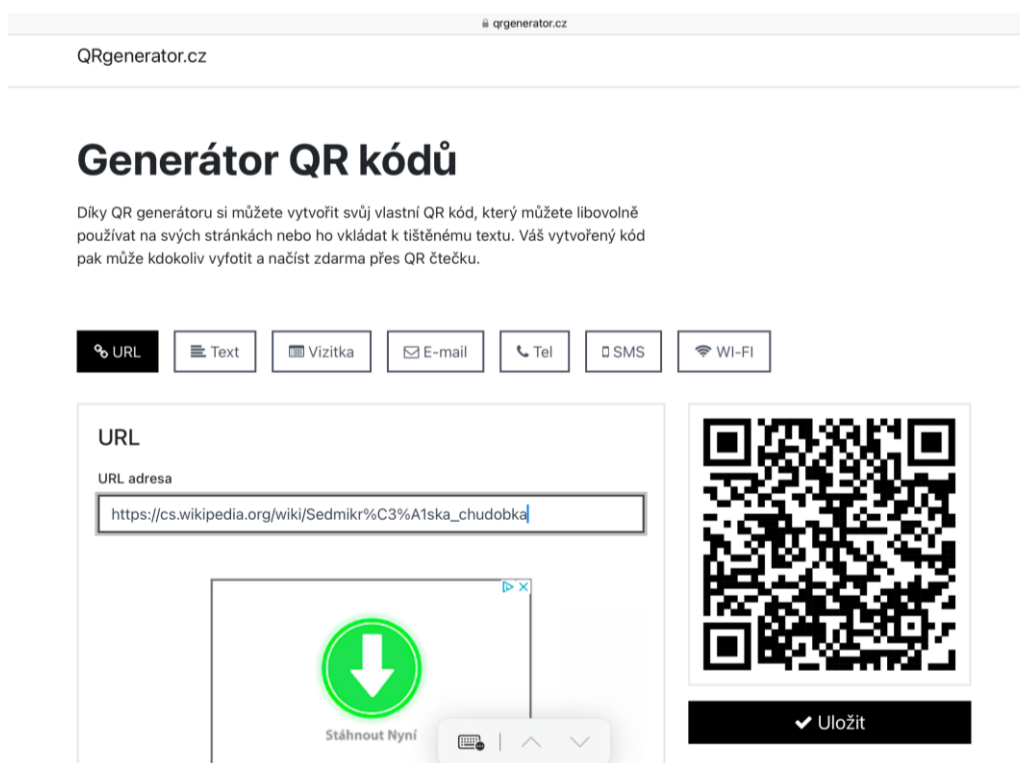 qrgenerator.cz
QRgenerator.cz
Generátor QR kódů
Díky QR generátoru si můžete vytvořit svůj vlastní QR kód, který můžete libovolně
používat na svých stránkách nebo ho vkládat k tištěnému textu. Váš vytvořený kód
pak může kdokoliv vyfotit a načíst zdarma přes QR čtečku.
URL Text Vizitka E-mail Tel SMS WI-FI
URL
URL adresa
https://cs.wikipedia.org/wiki/Sedmikr%C3%A1ska_chudobka
Stáhnout Nyní
Uložit